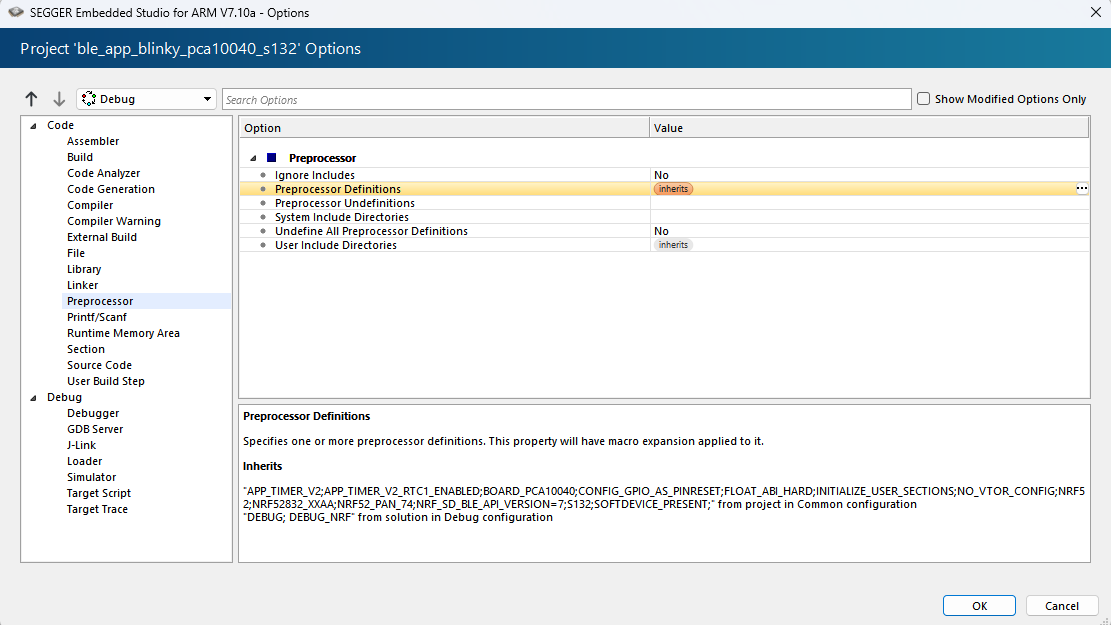 SEGGER Embedded Studio for ARM V7.10a - Options
Project 'ble_app_blinky_pca10040_s132' Options
Debug
Search Options
Show Modified Options Only
Code
Assembler
Build
Code Analyzer
Code Generation
Compiler
Compiler Warning
External Build
File
Library
Linker
Preprocessor
Printf/Scanf
Runtime Memory Area
Section
Source Code
User Build Step
Debug
Debugger
GDB Server
J-Link
Loader
Simulator
Target Script
Target Trace
Option Value
Preprocessor
Ignore Includes No
Preprocessor Definitions inherits ...
Preprocessor Undefinitions
System Include Directories
Undefine All Preprocessor Definitions No
User Include Directories inherits
Preprocessor Definitions
Specifies one or more preprocessor definitions. This property will have macro expansion applied to it.
Inherits
"APP_TIMER_V2;APP_TIMER_V2_RTC1_ENABLED;BOARD_PCA10040;CONFIG_GPIO_AS_PINRESET;FLOAT_ABI_HARD;INITIALIZE_USER_SECTIONS;NO_VTOR_CONFIG;NRF5
2;NRF52832_XXAA;NRF52_PAN_74;NRF_SD_BLE_API_VERSION=7;S132;SOFTDEVICE_PRESENT;" from project in Common configuration
"DEBUG; DEBUG_NRF" from solution in Debug configuration
OK
Cancel